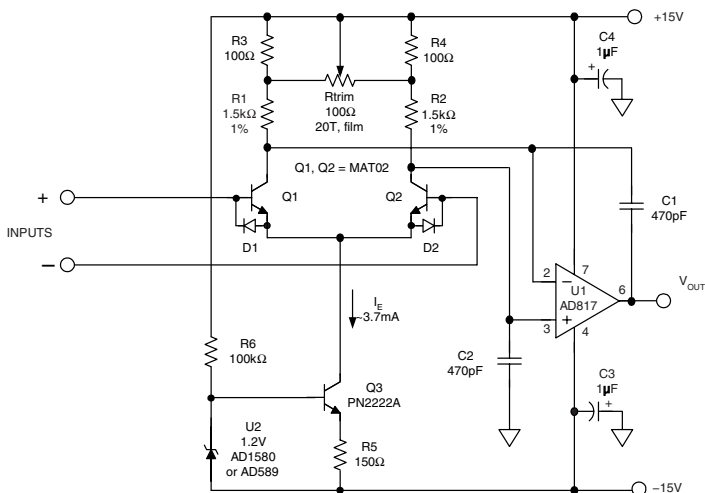 +15V
R3
100Ω
R4
100Ω
C4
1µF
+
R1
1.5kΩ
1%
Rtrim
100Ω
20T, film
R2
1.5kΩ
1%
Q1, Q2 = MAT02
+
Q1
Q2
C1
470pF
INPUTS
D1
D2
−
2
−
7
U1
AD817
6
VOUT
+
3
4
IE
~3.7mA
R6
100kΩ
C2
470pF
C3
1µF
+
Q3
PN2222A
U2
1.2V
AD1580
or AD589
R5
150Ω
−15V